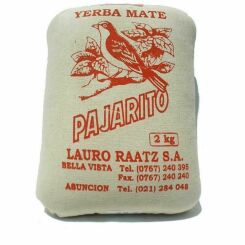 YERBA MATE
PAJARITO
2 kg
LAURO RAATZ S.A.
BELLA VISTA Tel. (0767) 240 395
Fax. (0767) 240 240
ASUNCION Tel. (021) 284 048